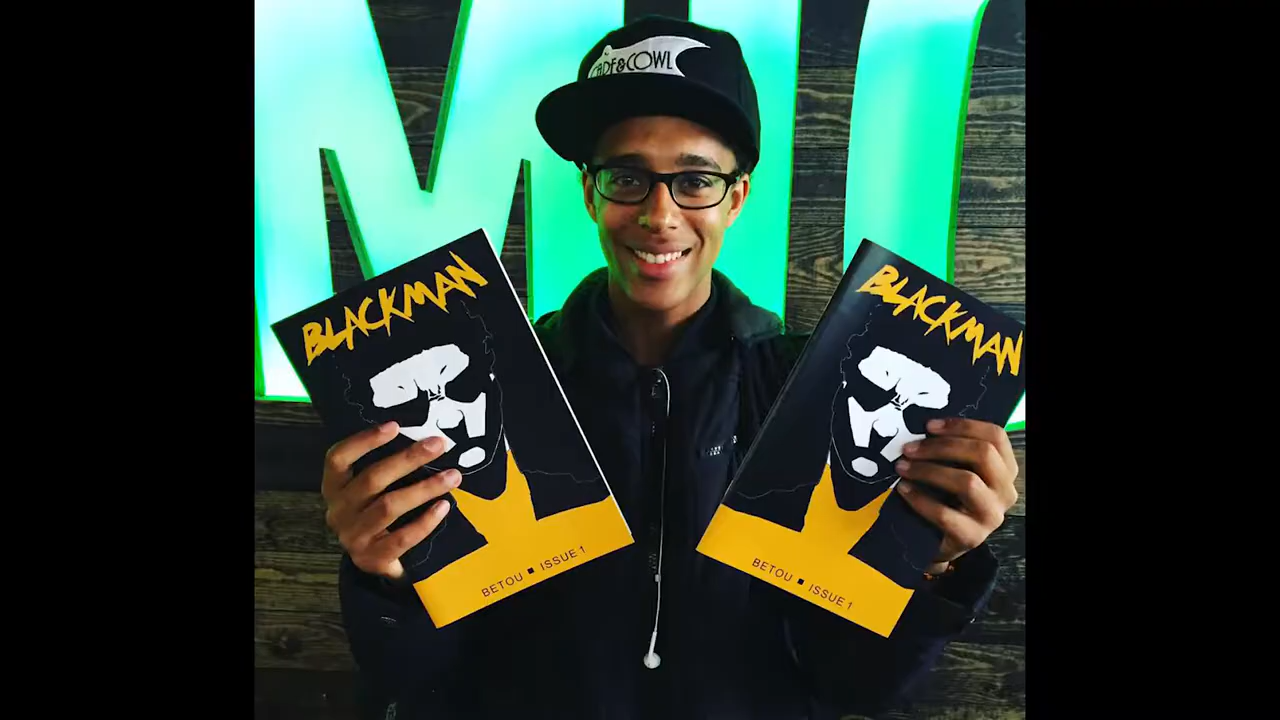 CAPE&COWL
BLACKMAN
BETOU ▪ ISSUE 1
BLACKMAN
BETOU ▪ ISSUE 1